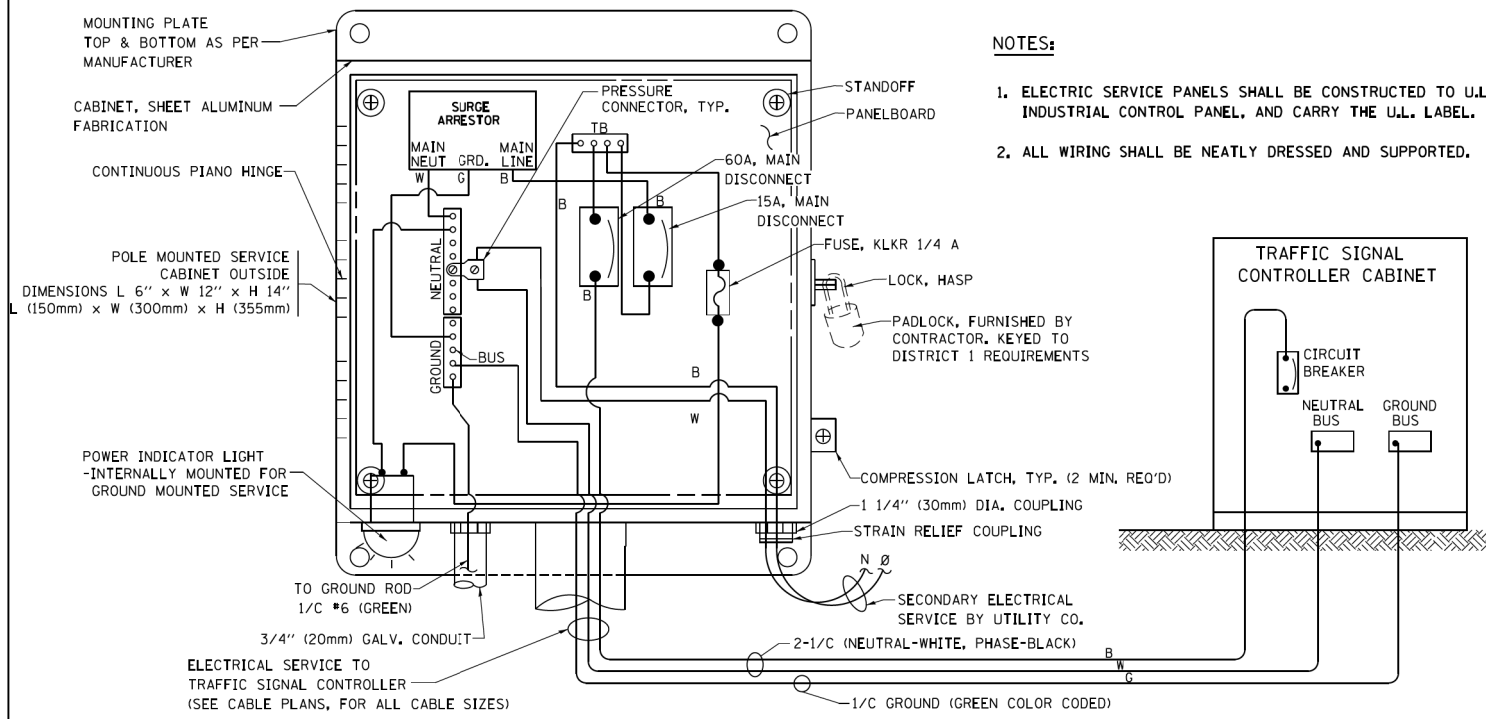 MOUNTING PLATE
TOP & BOTTOM AS PER
MANUFACTURER
CABINET, SHEET ALUMINUM
FABRICATION
CONTINUOUS PIANO HINGE
POLE MOUNTED SERVICE
CABINET OUTSIDE
DIMENSIONS L 6" x W 12" x H 14"
L (150mm) x W (300mm) x H (355mm)
POWER INDICATOR LIGHT
-INTERNALLY MOUNTED FOR
GROUND MOUNTED SERVICE
SURGE
ARRESTOR
MAIN
NEUT
GRD.
MAIN
LINE
W
G
B
NEUTRAL
GROUND
BUS
PRESSURE
CONNECTOR, TYP.
TB
B
B
B
B
W
STANDOFF
PANELBOARD
60A, MAIN
DISCONNECT
15A, MAIN
DISCONNECT
FUSE, KLKR 1/4 A
LOCK, HASP
PADLOCK, FURNISHED BY
CONTRACTOR. KEYED TO
DISTRICT 1 REQUIREMENTS
COMPRESSION LATCH, TYP. (2 MIN. REQ'D)
1 1/4" (30mm) DIA. COUPLING
STRAIN RELIEF COUPLING
N Ø
SECONDARY ELECTRICAL
SERVICE BY UTILITY CO.
TO GROUND ROD
1/C #6 (GREEN)
3/4" (20mm) GALV. CONDUIT
ELECTRICAL SERVICE TO
TRAFFIC SIGNAL CONTROLLER
(SEE CABLE PLANS, FOR ALL CABLE SIZES)
2-1/C (NEUTRAL-WHITE, PHASE-BLACK)
B
W
G
1/C GROUND (GREEN COLOR CODED)
NOTES:
1. ELECTRIC SERVICE PANELS SHALL BE CONSTRUCTED TO U.L
INDUSTRIAL CONTROL PANEL, AND CARRY THE U.L. LABEL.
2. ALL WIRING SHALL BE NEATLY DRESSED AND SUPPORTED.
TRAFFIC SIGNAL
CONTROLLER CABINET
CIRCUIT
BREAKER
NEUTRAL
BUS
GROUND
BUS